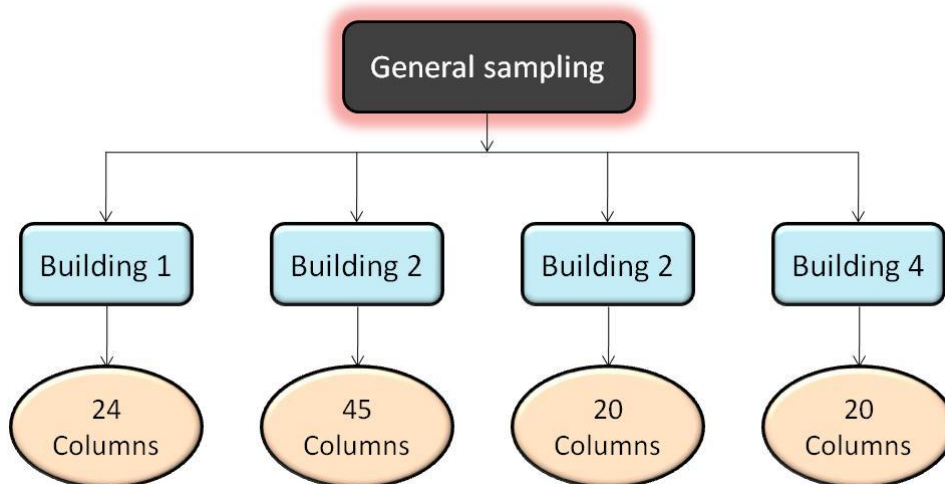 General sampling
Building 1
Building 2
Building 2
Building 4
24
Columns
45
Columns
20
Columns
20
Columns